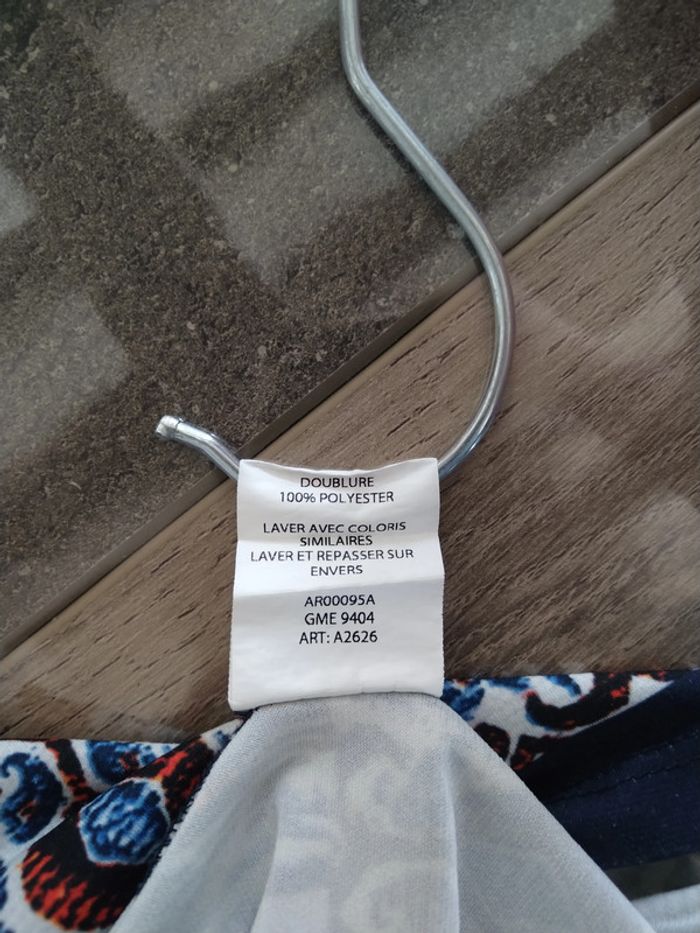 DOUBLURE
100% POLYESTER
LAVER AVEC COLORIS
SIMILAIRES
LAVER ET REPASSER SUR
ENVERS
AR00095A
GME 9404
ART: A2626